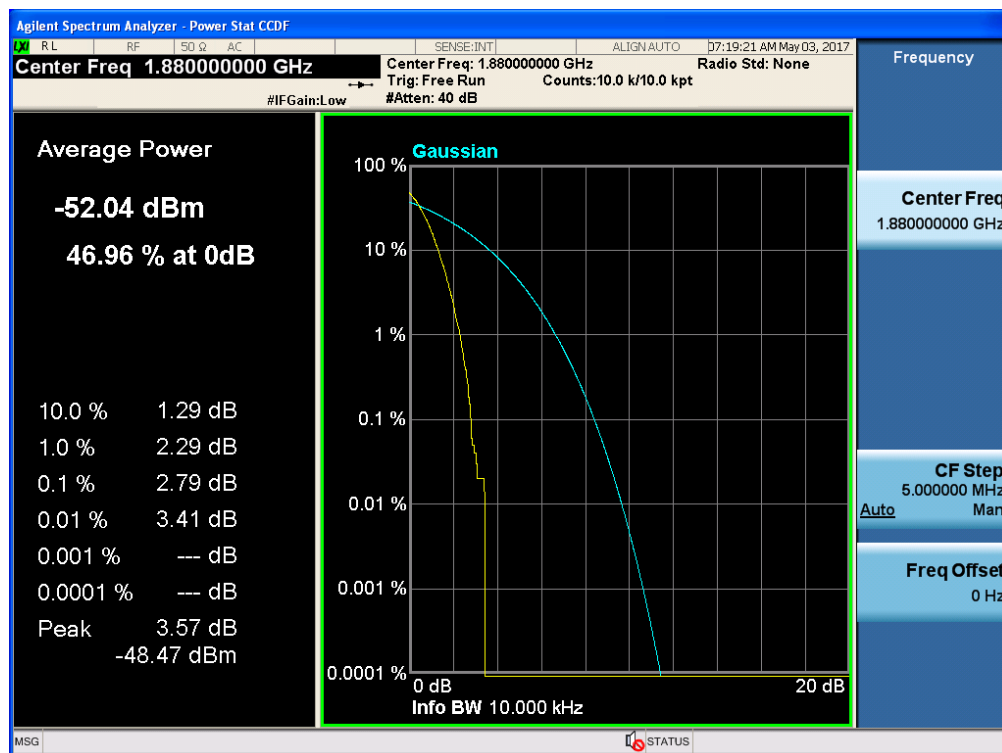 Agilent Spectrum Analyzer - Power Stat CCDF
LXI RL RF 50 Ω AC SENSE:INT ALIGN AUTO 07:19:21 AM May 03, 2017
Center Freq 1.880000000 GHz
Center Freq: 1.880000000 GHz Radio Std: None
Trig: Free Run Counts:10.0 k/10.0 kpt
#IFGain:Low #Atten: 40 dB
Average Power
-52.04 dBm
46.96 % at 0dB
10.0 % 1.29 dB
1.0 % 2.29 dB
0.1 % 2.79 dB
0.01 % 3.41 dB
0.001 % --- dB
0.0001 % --- dB
Peak 3.57 dB
-48.47 dBm
Gaussian
100 %
10 %
1 %
0.1 %
0.01 %
0.001 %
0.0001 %
0 dB 20 dB
Info BW 10.000 kHz
Frequency
Center Freq
1.880000000 GHz
CF Step
5.000000 MHz
Auto Man
Freq Offset
0 Hz
MSG STATUS